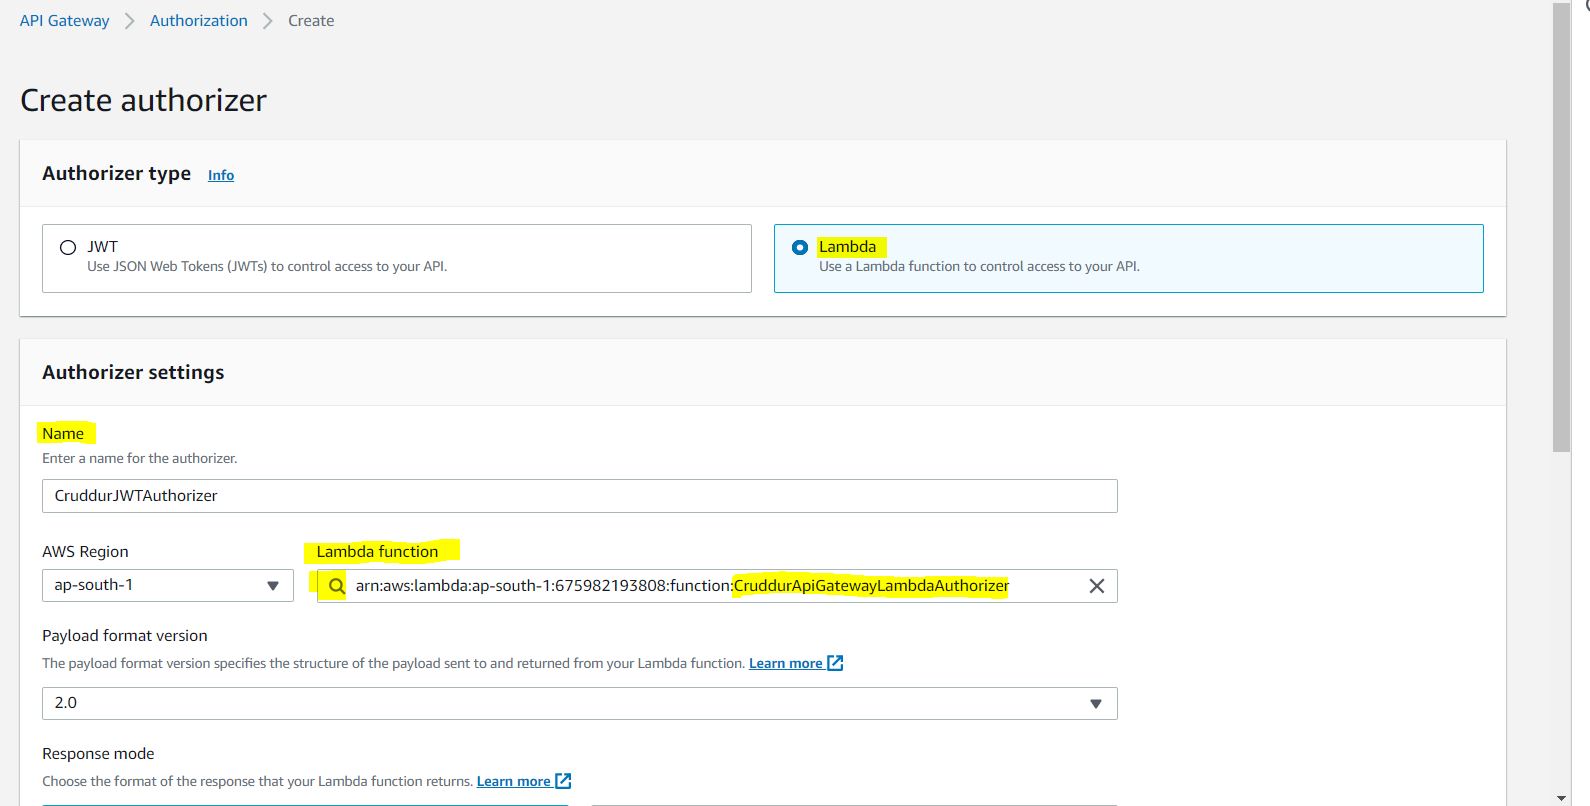 API Gateway > Authorization > Create
Create authorizer
Authorizer type Info
JWT
Use JSON Web Tokens (JWTs) to control access to your API.
Lambda
Use a Lambda function to control access to your API.
Authorizer settings
Name
Enter a name for the authorizer.
CruddurJWTAuthorizer
AWS Region
ap-south-1
Lambda function
arn:aws:lambda:ap-south-1:675982193808:function:CruddurApiGatewayLambdaAuthorizer
Payload format version
The payload format version specifies the structure of the payload sent to and returned from your Lambda function. Learn more
2.0
Response mode
Choose the format of the response that your Lambda function returns. Learn more